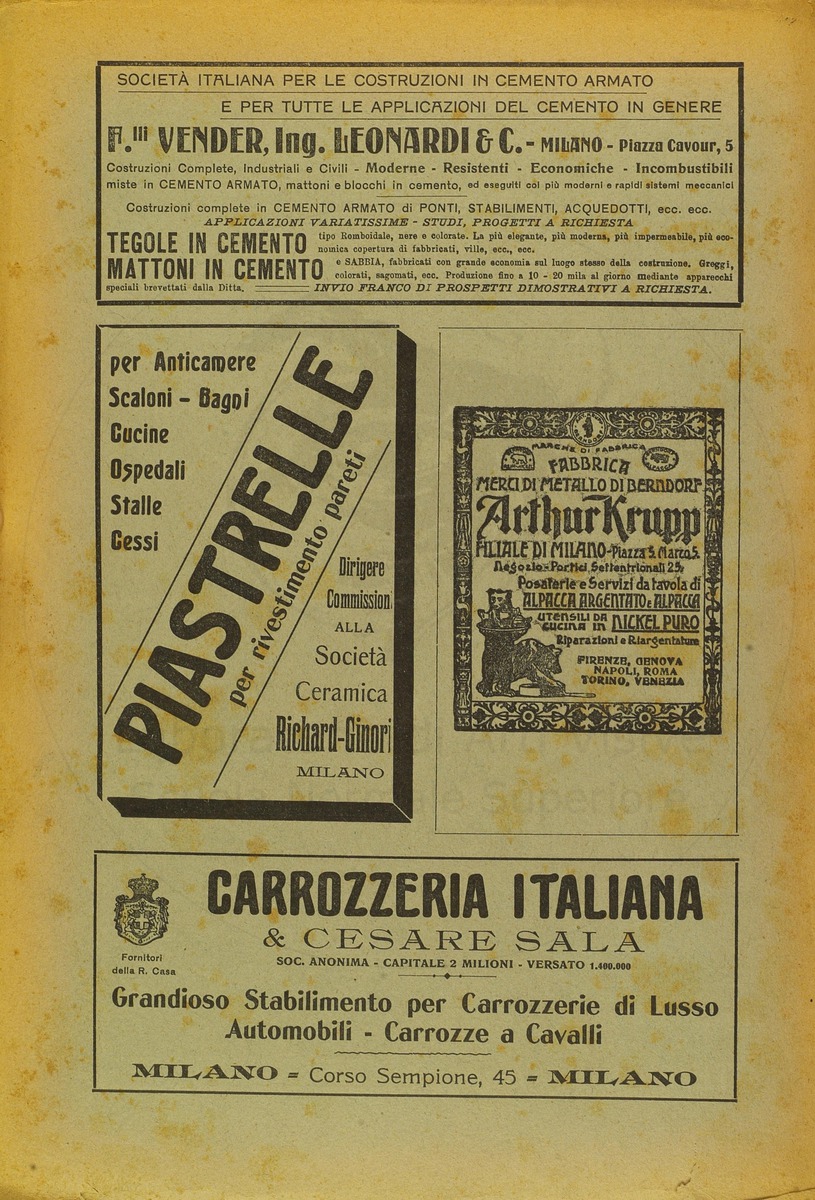 SOCIETÀ ITALIANA PER LE COSTRUZIONI IN CEMENTO ARMATO
E PER TUTTE LE APPLICAZIONI DEL CEMENTO IN GENERE
F.lli VENDER, Ing. LEONARDI & C. - MILANO - Piazza Cavour, 5
Costruzioni Complete, Industriali e Civili - Moderne - Resistenti - Economiche - Incombustibili
miste in CEMENTO ARMATO, mattoni e blocchi in cemento, ed eseguiti coi più moderni e rapidi sistemi meccanici
Costruzioni complete in CEMENTO ARMATO di PONTI, STABILIMENTI, ACQUEDOTTI, ecc. ecc.
APPLICAZIONI VARIATISSIME - STUDI, PROGETTI A RICHIESTA
TEGOLE IN CEMENTO tipo Romboidale, nere e colorate. La più elegante, più moderna, più impermeabile, più eco-
nomica copertura di fabbricati, ville, ecc., ecc.
MATTONI IN CEMENTO e SABBIA, fabbricati con grande economia sul luogo stesso della costruzione. Greggi,
colorati, sagomati, ecc. Produzione fino a 10 - 20 mila al giorno mediante apparecchi
speciali brevettati dalla Ditta. INVIO FRANCO DI PROSPETTI DIMOSTRATIVI A RICHIESTA.
per Anticamere
Scaloni - Bagni
Cucine
Ospedali
Stalle
Cessi
PIASTRELLE
per rivestimento pareti
Dirigere
Commission
ALLA
Società
Ceramica
Richard-Ginori
MILANO
MARCHE DI FABBRICA
FABBRICA
MERCI DI METALLO DI BERNDORF
Arthur Krupp
FILIALE DI MILANO-Piazza S. Marco 5.
Negozio-Portici Settentrionali 25.
Posaterie e Servizi da tavola di
ALPACCA ARGENTATO e ALPACCA
UTENSILI DA
CUCINA IN NICKEL PURO
Riparazioni e Riargentature
FIRENZE, GENOVA
NAPOLI, ROMA
TORINO, VENEZIA
CARROZZERIA ITALIANA
& CESARE SALA
SOC. ANONIMA - CAPITALE 2 MILIONI - VERSATO 1.400.000
Fornitori
della R. Casa
Grandioso Stabilimento per Carrozzerie di Lusso
Automobili - Carrozze a Cavalli
MILANO = Corso Sempione, 45 = MILANO